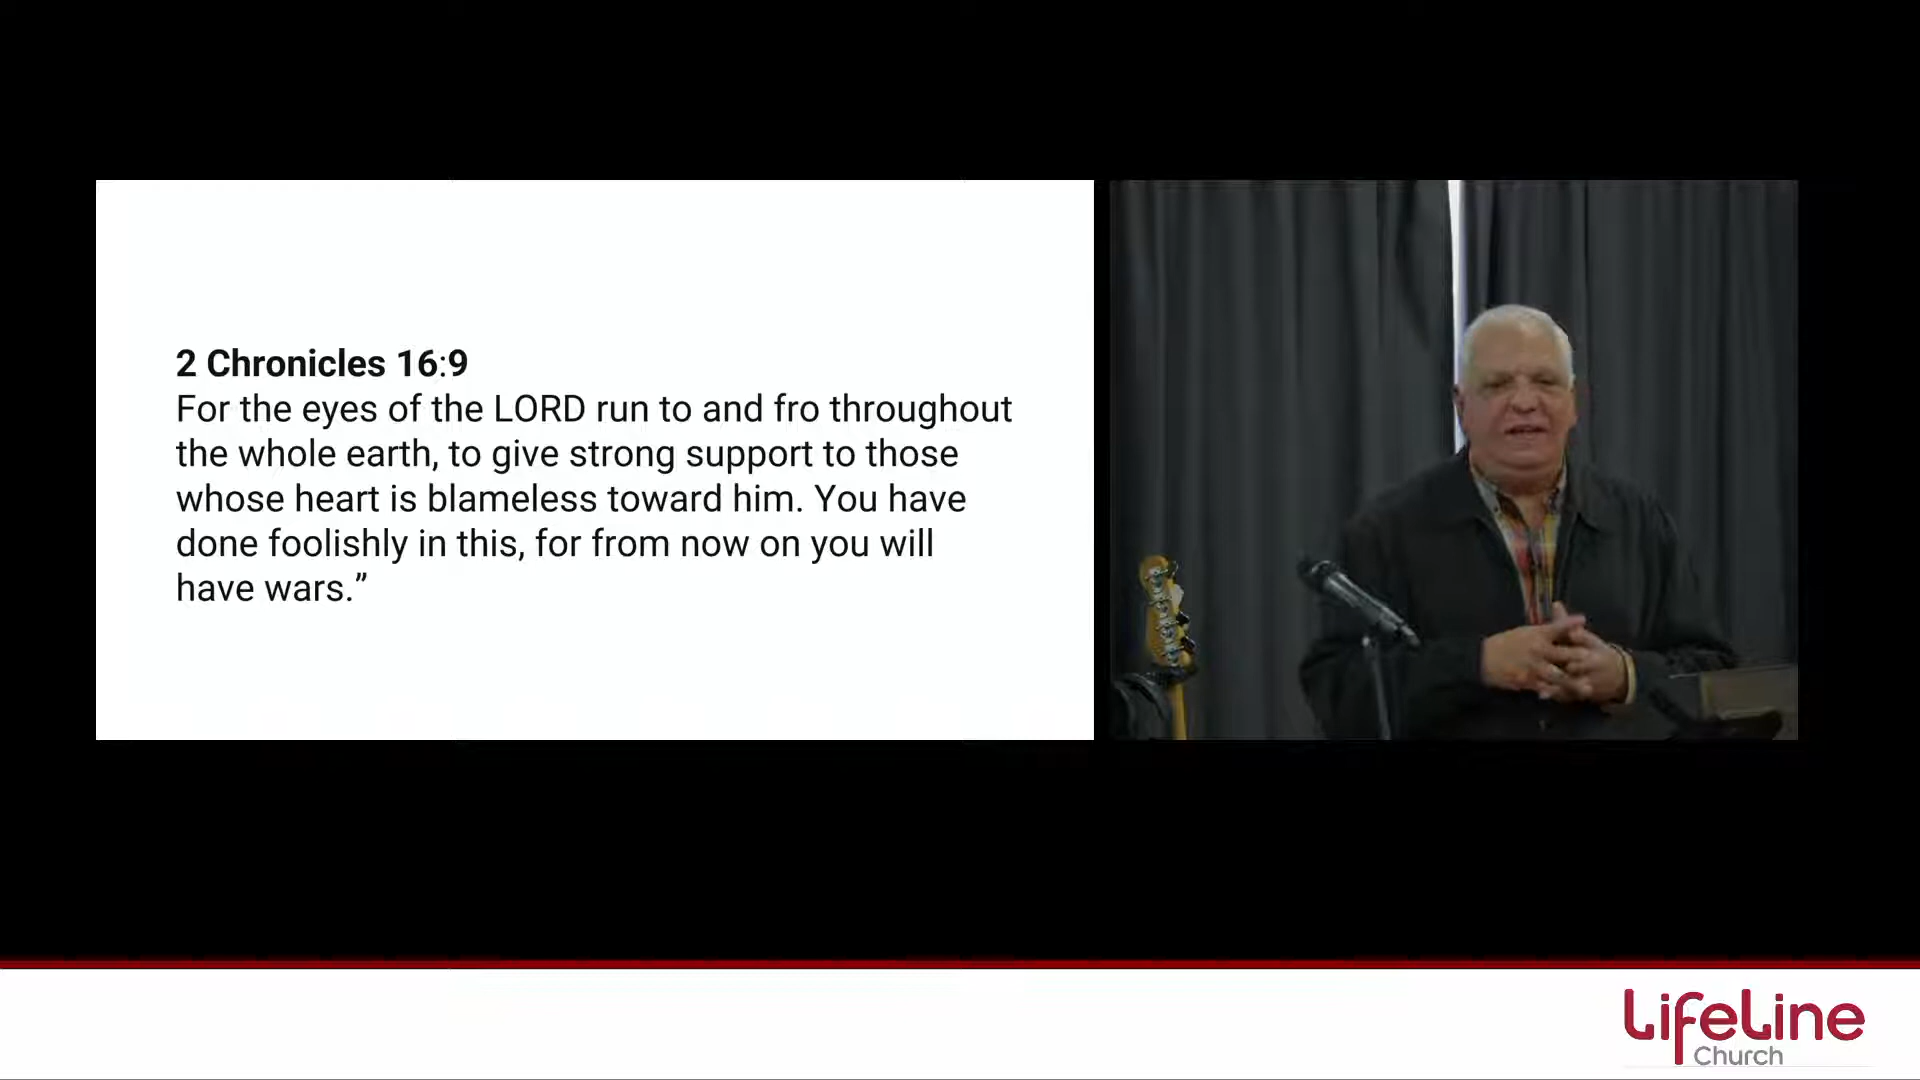 2 Chronicles 16:9
For the eyes of the LORD run to and fro throughout
the whole earth, to give strong support to those
whose heart is blameless toward him. You have
done foolishly in this, for from now on you will
have wars.”
LifeLine
Church